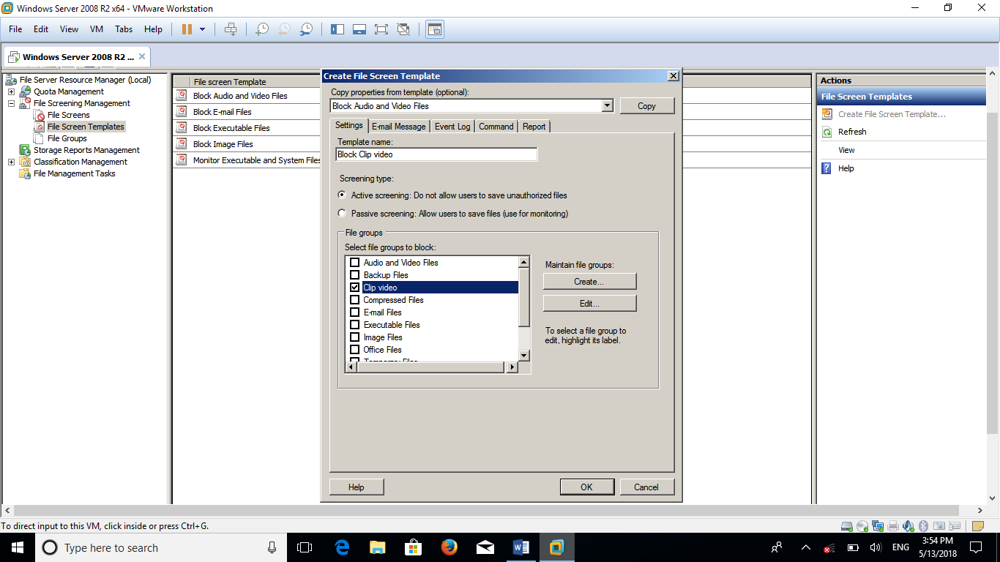 Windows Server 2008 R2 x64 - VMware Workstation
File Edit View VM Tabs Help
Windows Server 2008 R2 ...
File Server Resource Manager (Local)
Quota Management
File Screening Management
File Screens
File Screen Templates
File Groups
Storage Reports Management
Classification Management
File Management Tasks
File screen Template
Block Audio and Video Files
Block E-mail Files
Block Executable Files
Block Image Files
Monitor Executable and System Files
Create File Screen Template
Copy properties from template (optional):
Block Audio and Video Files Copy
Settings E-mail Message Event Log Command Report
Template name:
Block Clip video
Screening type:
Active screening: Do not allow users to save unauthorized files
Passive screening: Allow users to save files (use for monitoring)
File groups
Select file groups to block:
Audio and Video Files
Backup Files
Clip video
Compressed Files
E-mail Files
Executable Files
Image Files
Office Files
Temporary Files
Maintain file groups:
Create...
Edit...
To select a file group to
edit, highlight its label.
Help OK Cancel
Actions
File Screen Templates
Create File Screen Template...
Refresh
View
Help
To direct input to this VM, click inside or press Ctrl+G.
Type here to search
ENG
3:54 PM
5/13/2018